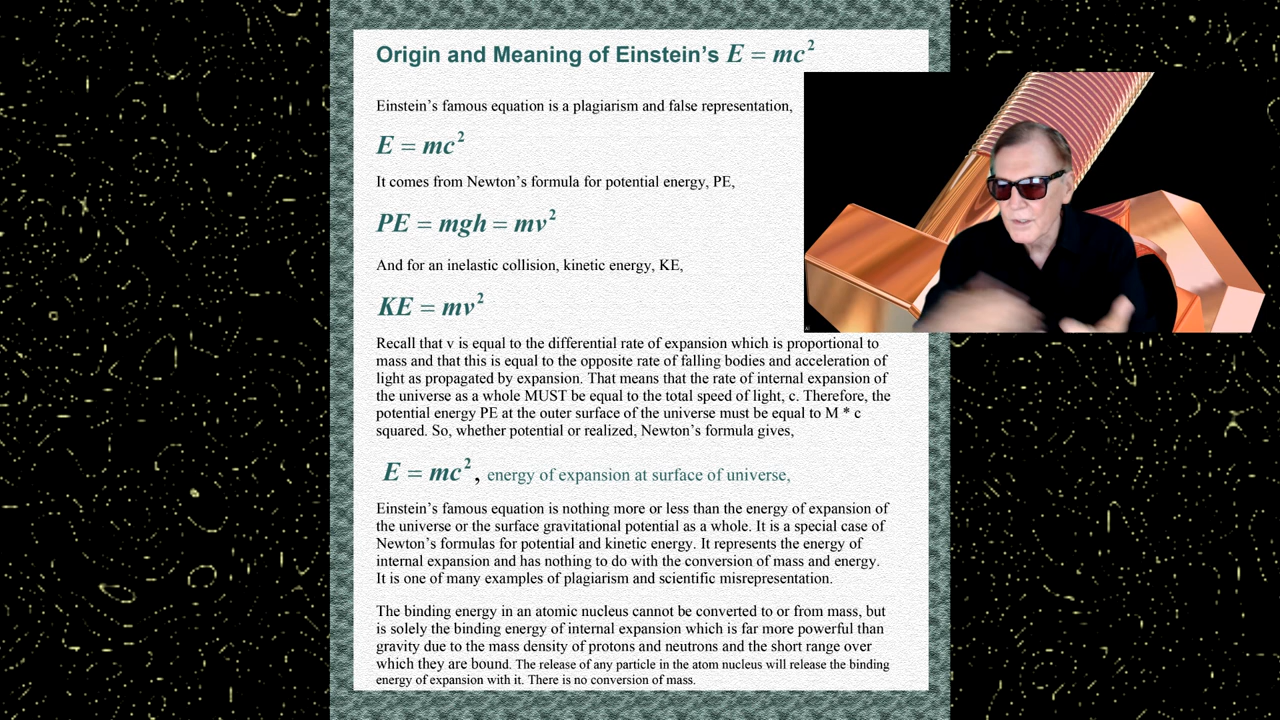 Origin and Meaning of Einstein's E = mc²
Einstein's famous equation is a plagiarism and false representation,
E = mc²
It comes from Newton's formula for potential energy, PE,
PE = mgh = mv²
And for an inelastic collision, kinetic energy, KE,
KE = mv²
Recall that v is equal to the differential rate of expansion which is proportional to
mass and that this is equal to the opposite rate of falling bodies and acceleration of
light as propagated by expansion. That means that the rate of internal expansion of
the universe as a whole MUST be equal to the total speed of light, c. Therefore, the
potential energy PE at the outer surface of the universe must be equal to M * c
squared. So, whether potential or realized, Newton's formula gives,
E = mc², energy of expansion at surface of universe,
Einstein's famous equation is nothing more or less than the energy of expansion of
the universe or the surface gravitational potential as a whole. It is a special case of
Newton's formulas for potential and kinetic energy. It represents the energy of
internal expansion and has nothing to do with the conversion of mass and energy.
It is one of many examples of plagiarism and scientific misrepresentation.
The binding energy in an atomic nucleus cannot be converted to or from mass, but
is solely the binding energy of internal expansion which is far more powerful than
gravity due to the mass density of protons and neutrons and the short range over
which they are bound. The release of any particle in the atom nucleus will release the binding
energy of expansion with it. There is no conversion of mass.